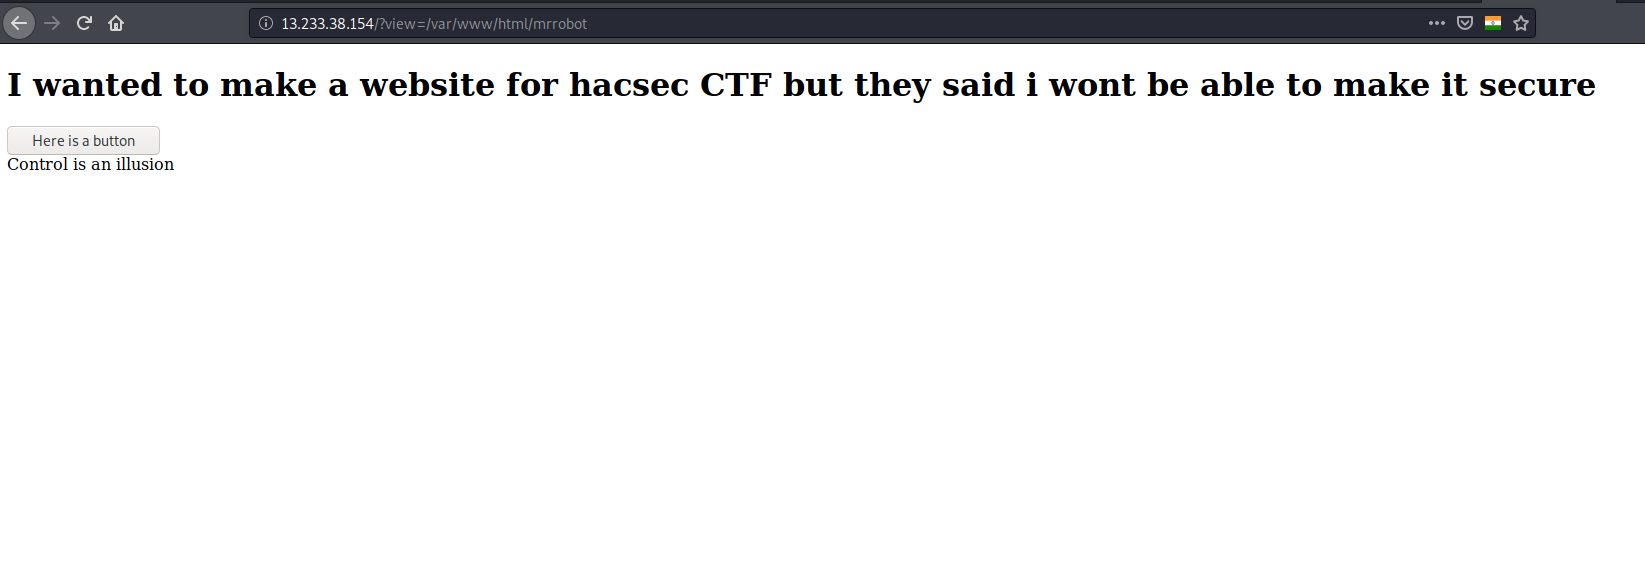 13.233.38.154/?view=/var/www/html/mrrobot
I wanted to make a website for hacsec CTF but they said i wont be able to make it secure
Here is a button
Control is an illusion